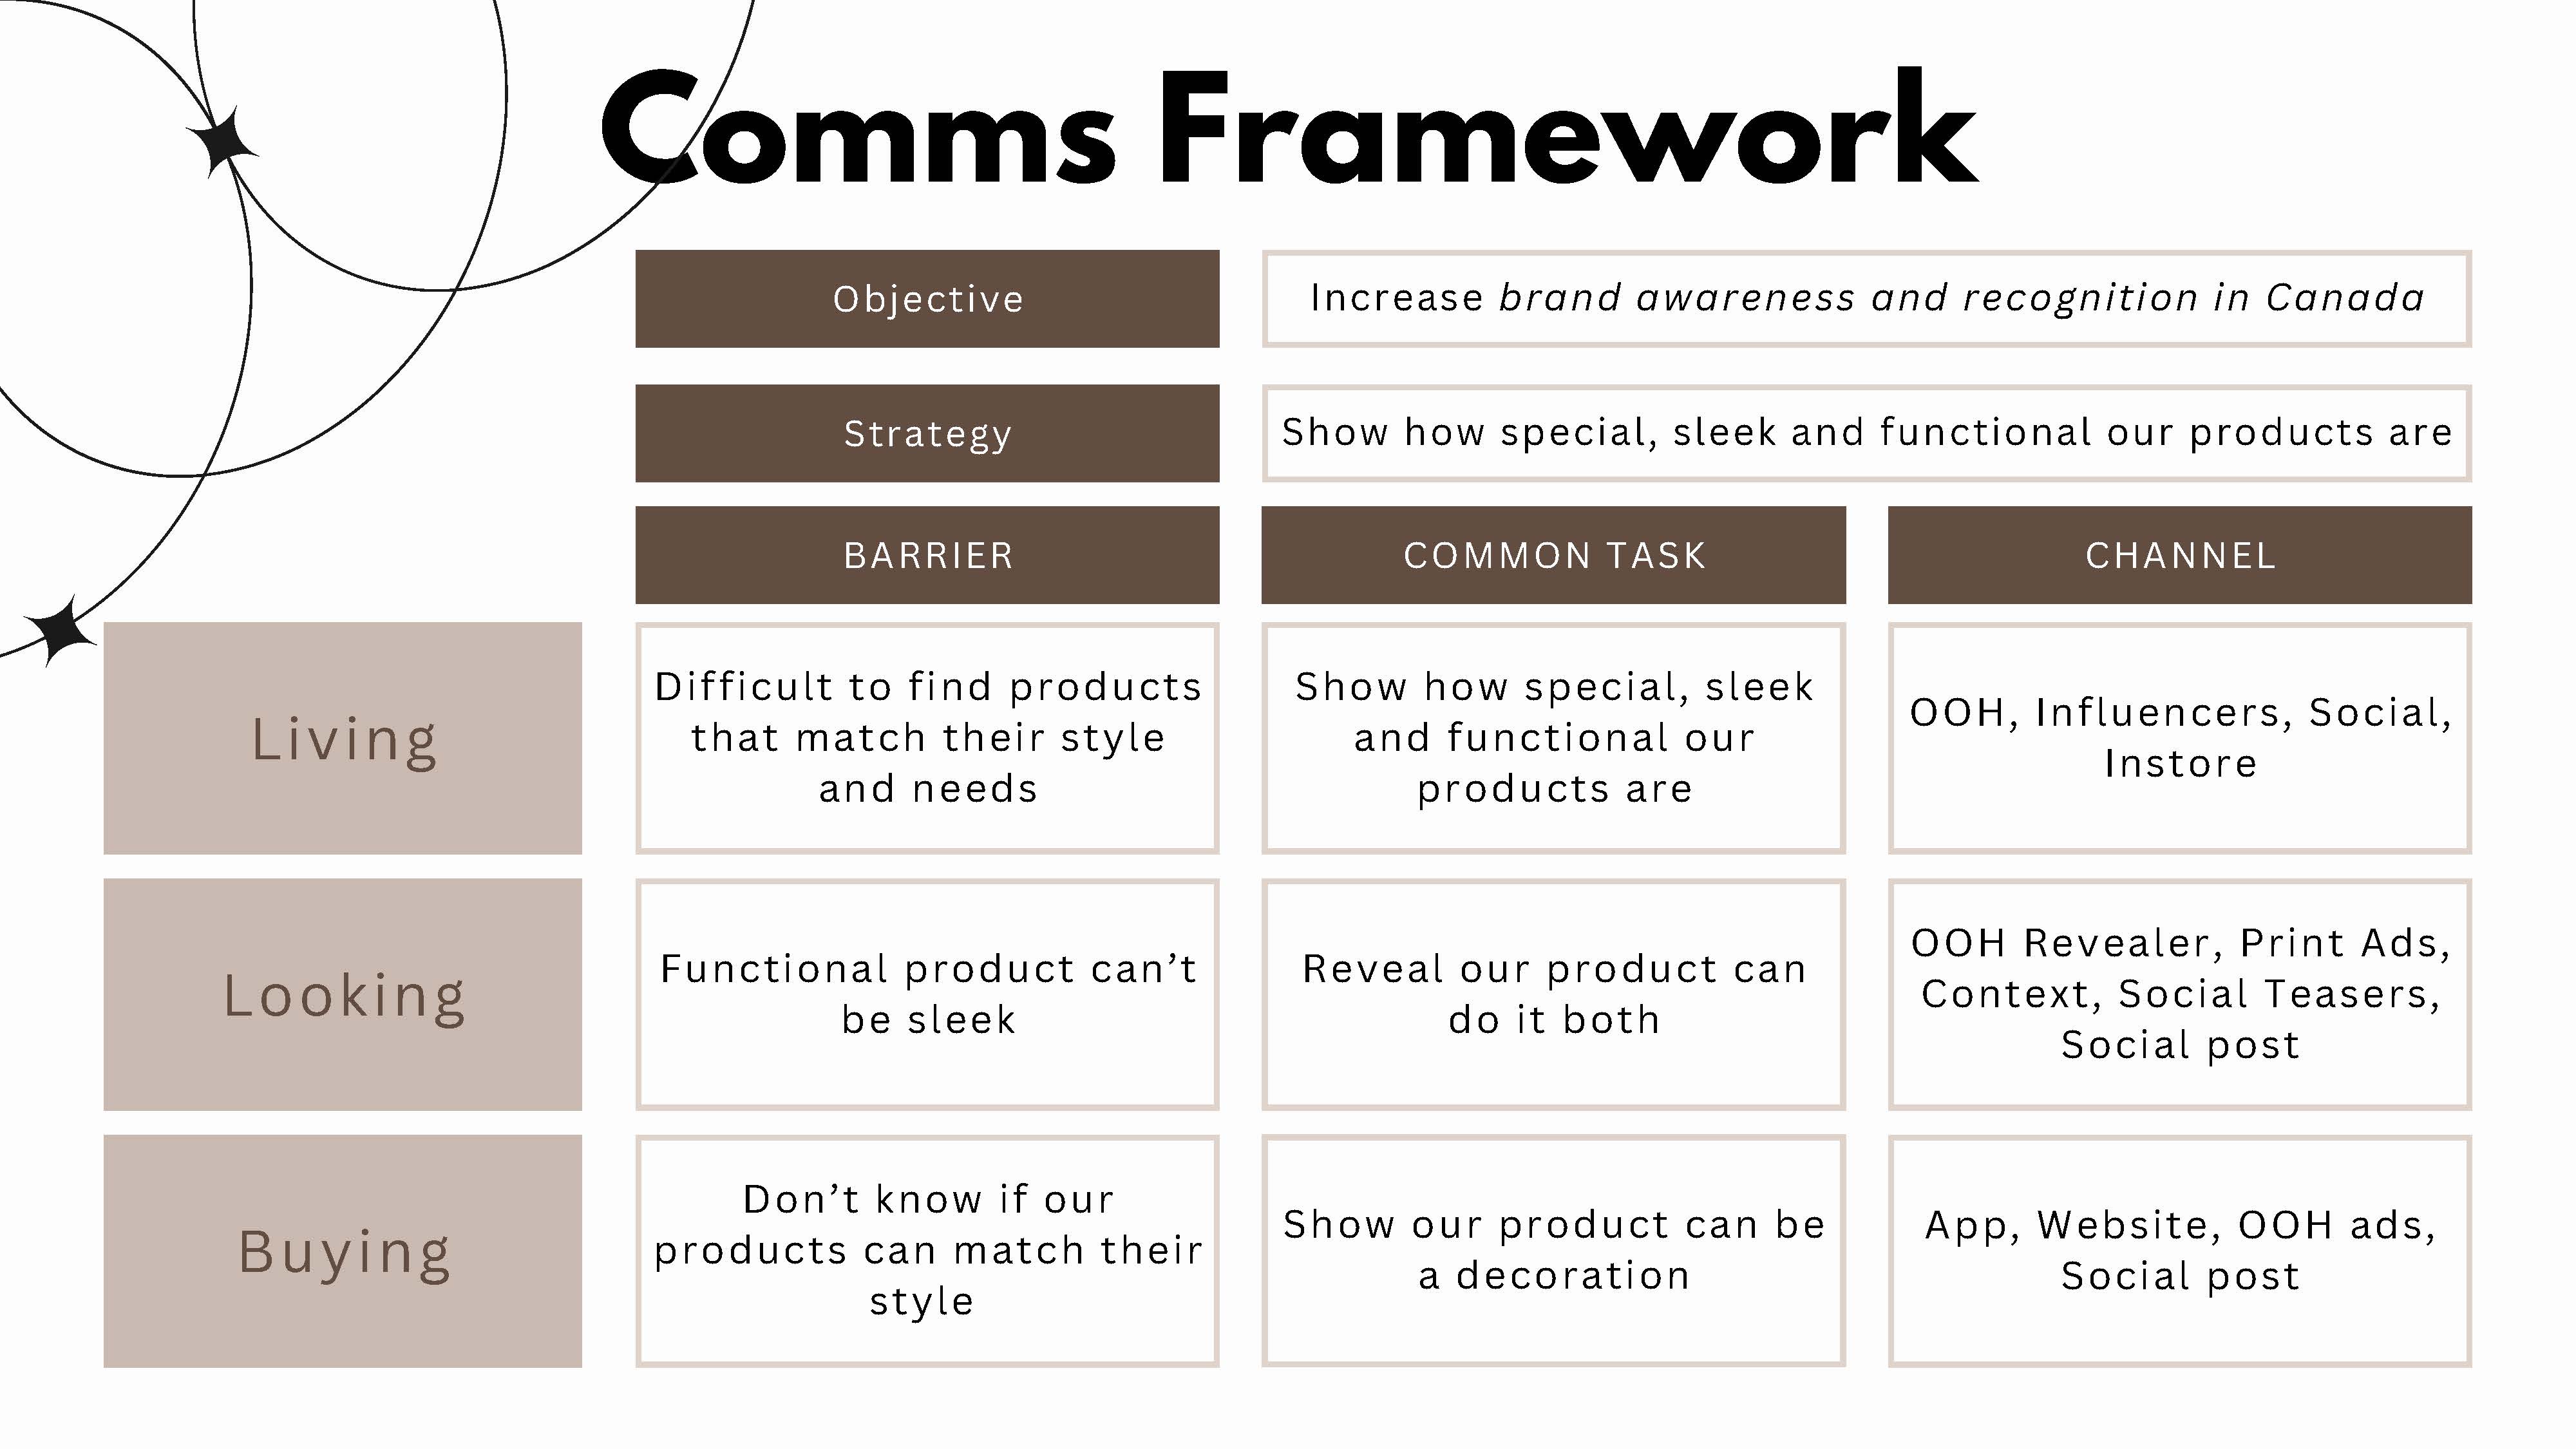 Comms Framework
Objective
Increase brand awareness and recognition in Canada
Strategy
Show how special, sleek and functional our products are
BARRIER
COMMON TASK
CHANNEL
Living
Difficult to find products
that match their style
and needs
Show how special, sleek
and functional our
products are
OOH, Influencers, Social,
Instore
Looking
Functional product can’t
be sleek
Reveal our product can
do it both
OOH Revealer, Print Ads,
Context, Social Teasers,
Social post
Buying
Don’t know if our
products can match their
style
Show our product can be
a decoration
App, Website, OOH ads,
Social post